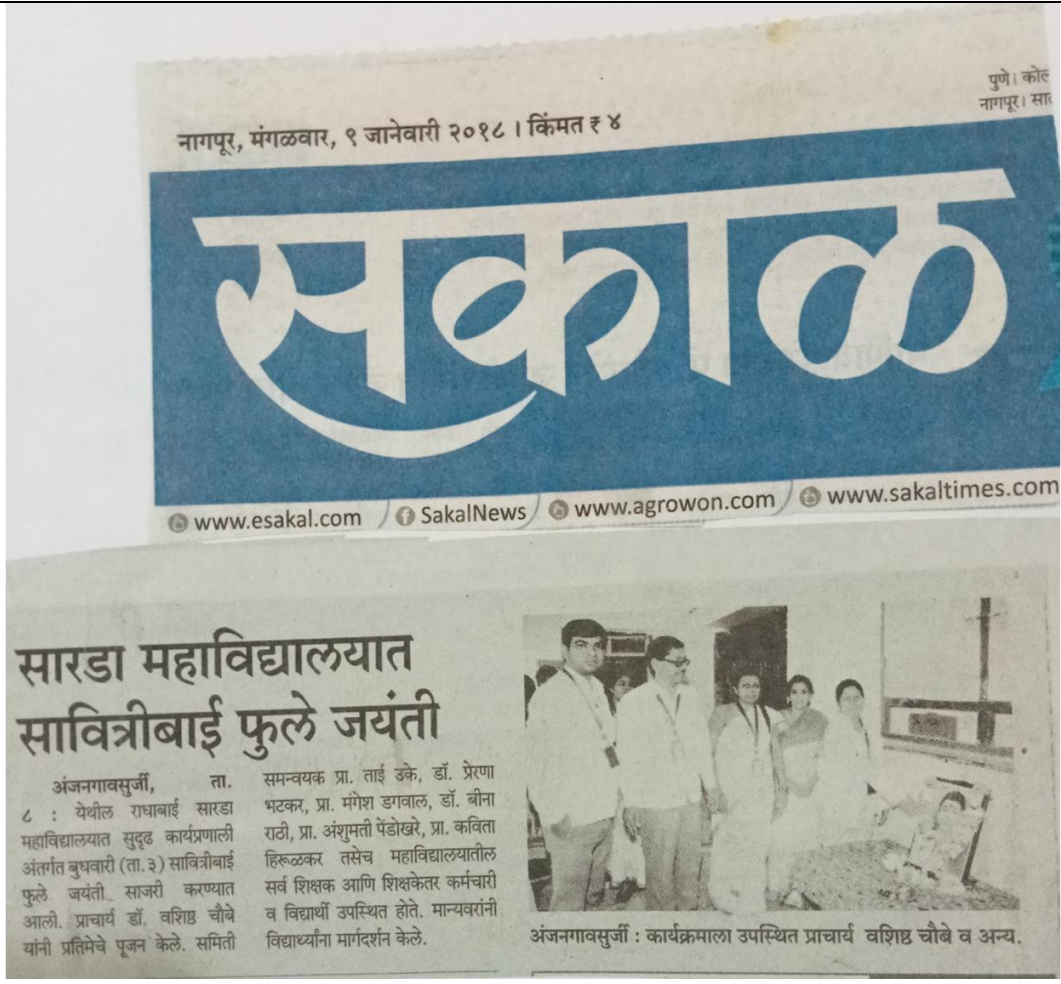 पुणे। कोल
नागपूर। सात
नागपूर, मंगळवार, ९ जानेवारी २०१८ । किंमत ₹ ४
सकाळ
www.esakal.com / SakalNews / www.agrowon.com / www.sakaltimes.com
सारडा महाविद्यालयात
सावित्रीबाई फुले जयंती
अंजनगावसुर्जी, ता.
८ : येथील राधाबाई सारडा
महाविद्यालयात सुदृढ कार्यप्रणाली
अंतर्गत बुधवारी (ता. ३) सावित्रीबाई
फुले जयंती साजरी करण्यात
आली. प्राचार्य डॉ. वशिष्ठ चौबे
यांनी प्रतिमेचे पूजन केले. समिती
समन्वयक प्रा. ताई उके, डॉ. प्रेरणा
भटकर, प्रा. मंगेश डगवाल, डॉ. बीना
राठी, प्रा. अंशुमती पेंडोखरे, प्रा. कविता
हिरूळकर तसेच महाविद्यालयातील
सर्व शिक्षक आणि शिक्षकेतर कर्मचारी
व विद्यार्थी उपस्थित होते. मान्यवरांनी
विद्यार्थ्यांना मार्गदर्शन केले.
अंजनगावसुर्जी : कार्यक्रमाला उपस्थित प्राचार्य वशिष्ठ चौबे व अन्य.